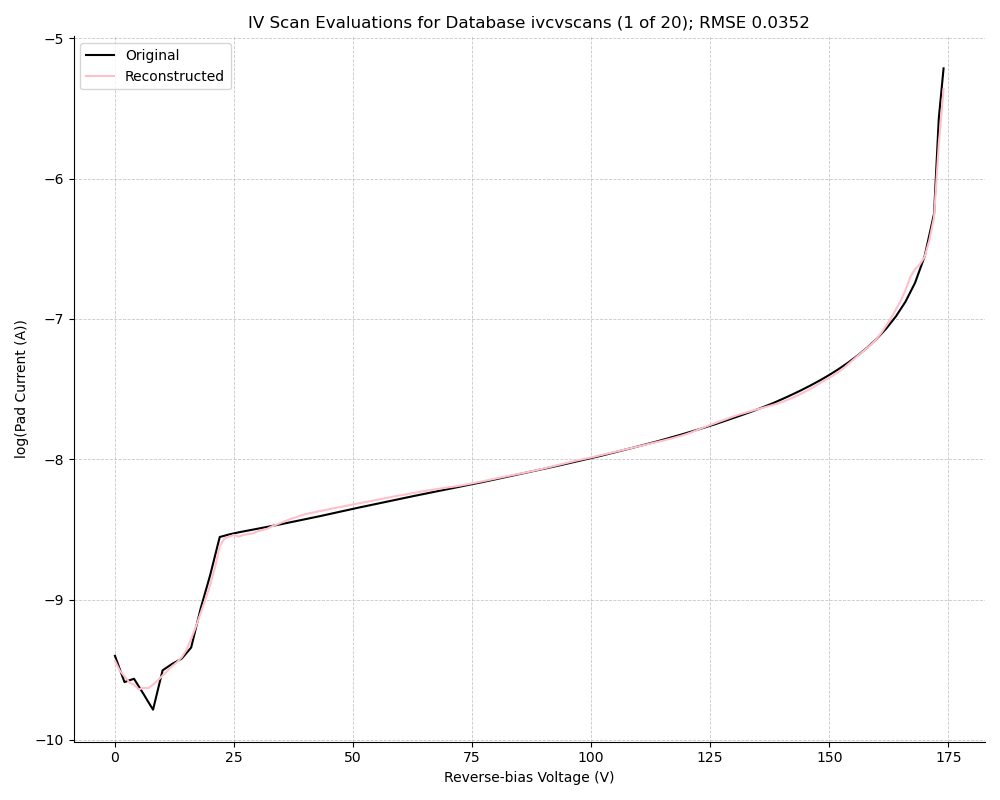 IV Scan Evaluations for Database ivcvscans (1 of 20); RMSE 0.0352
Original
Reconstructed
−5
−6
−7
−8
−9
−10
log(Pad Current (A))
0 25 50 75 100 125 150 175
Reverse-bias Voltage (V)